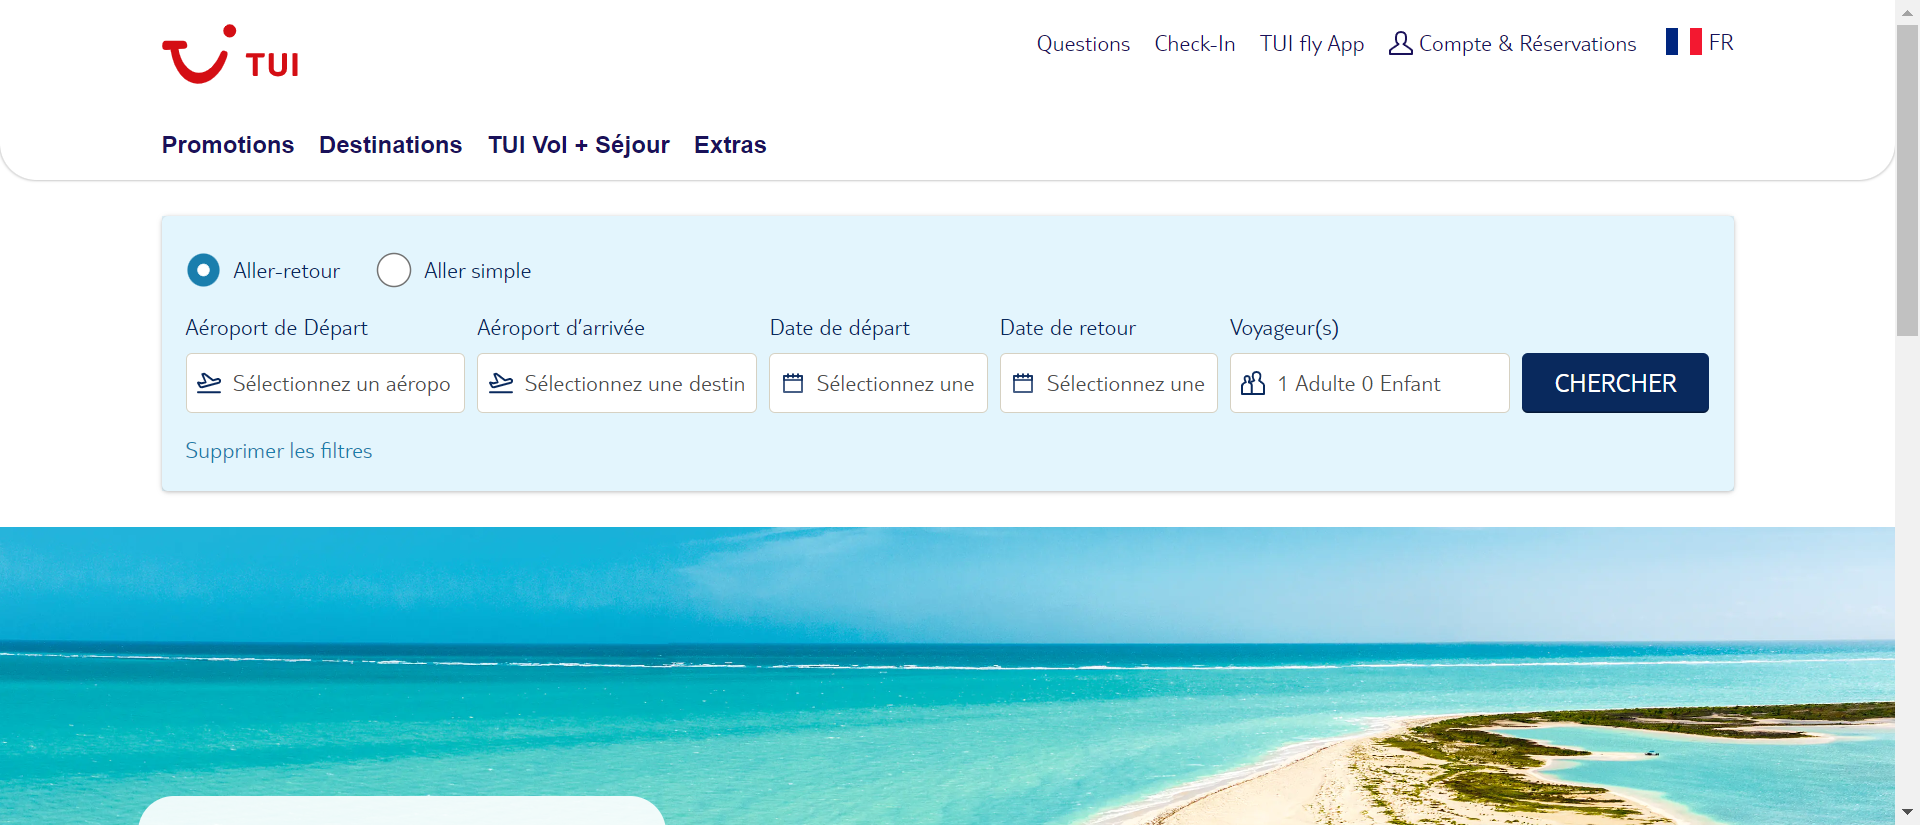 TUI
Questions Check-In TUI fly App Compte & Réservations FR
Promotions Destinations TUI Vol + Séjour Extras
Aller-retour Aller simple
Aéroport de Départ Aéroport d'arrivée Date de départ Date de retour Voyageur(s)
Sélectionnez un aéropo Sélectionnez une destin Sélectionnez une Sélectionnez une 1 Adulte 0 Enfant CHERCHER
Supprimer les filtres